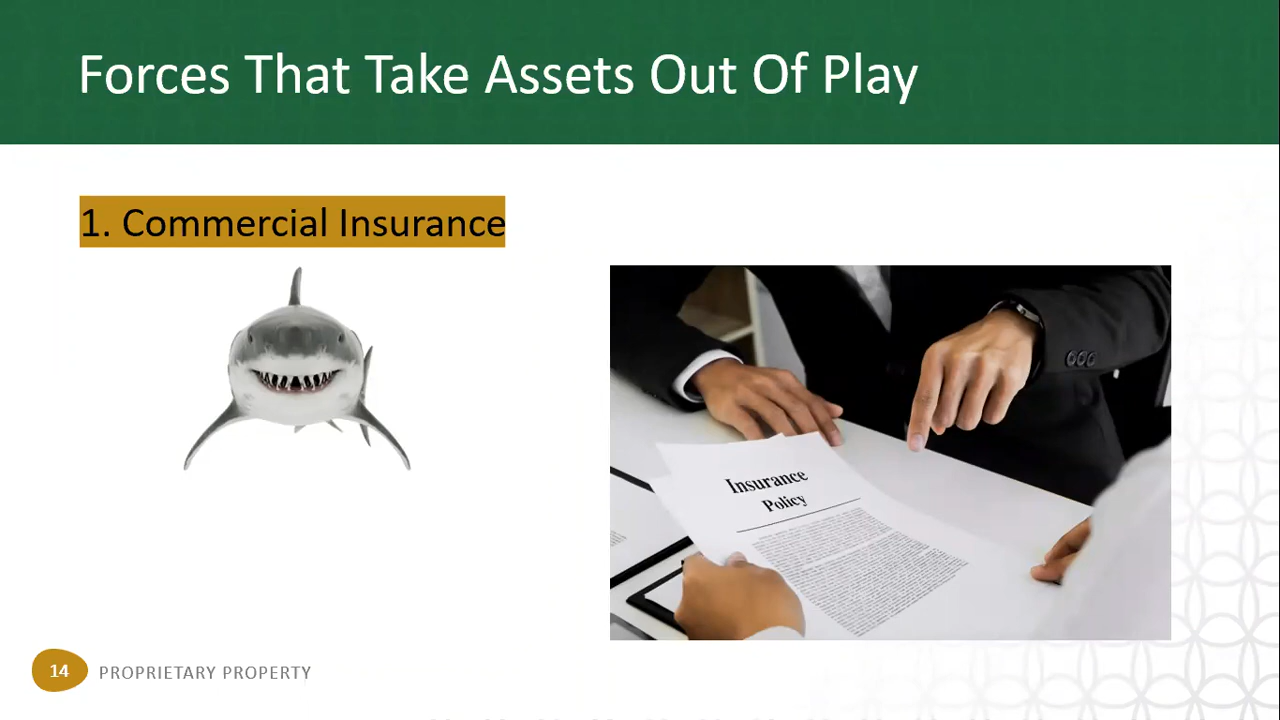 Forces That Take Assets Out Of Play
1. Commercial Insurance
Insurance
Policy
14
PROPRIETARY PROPERTY